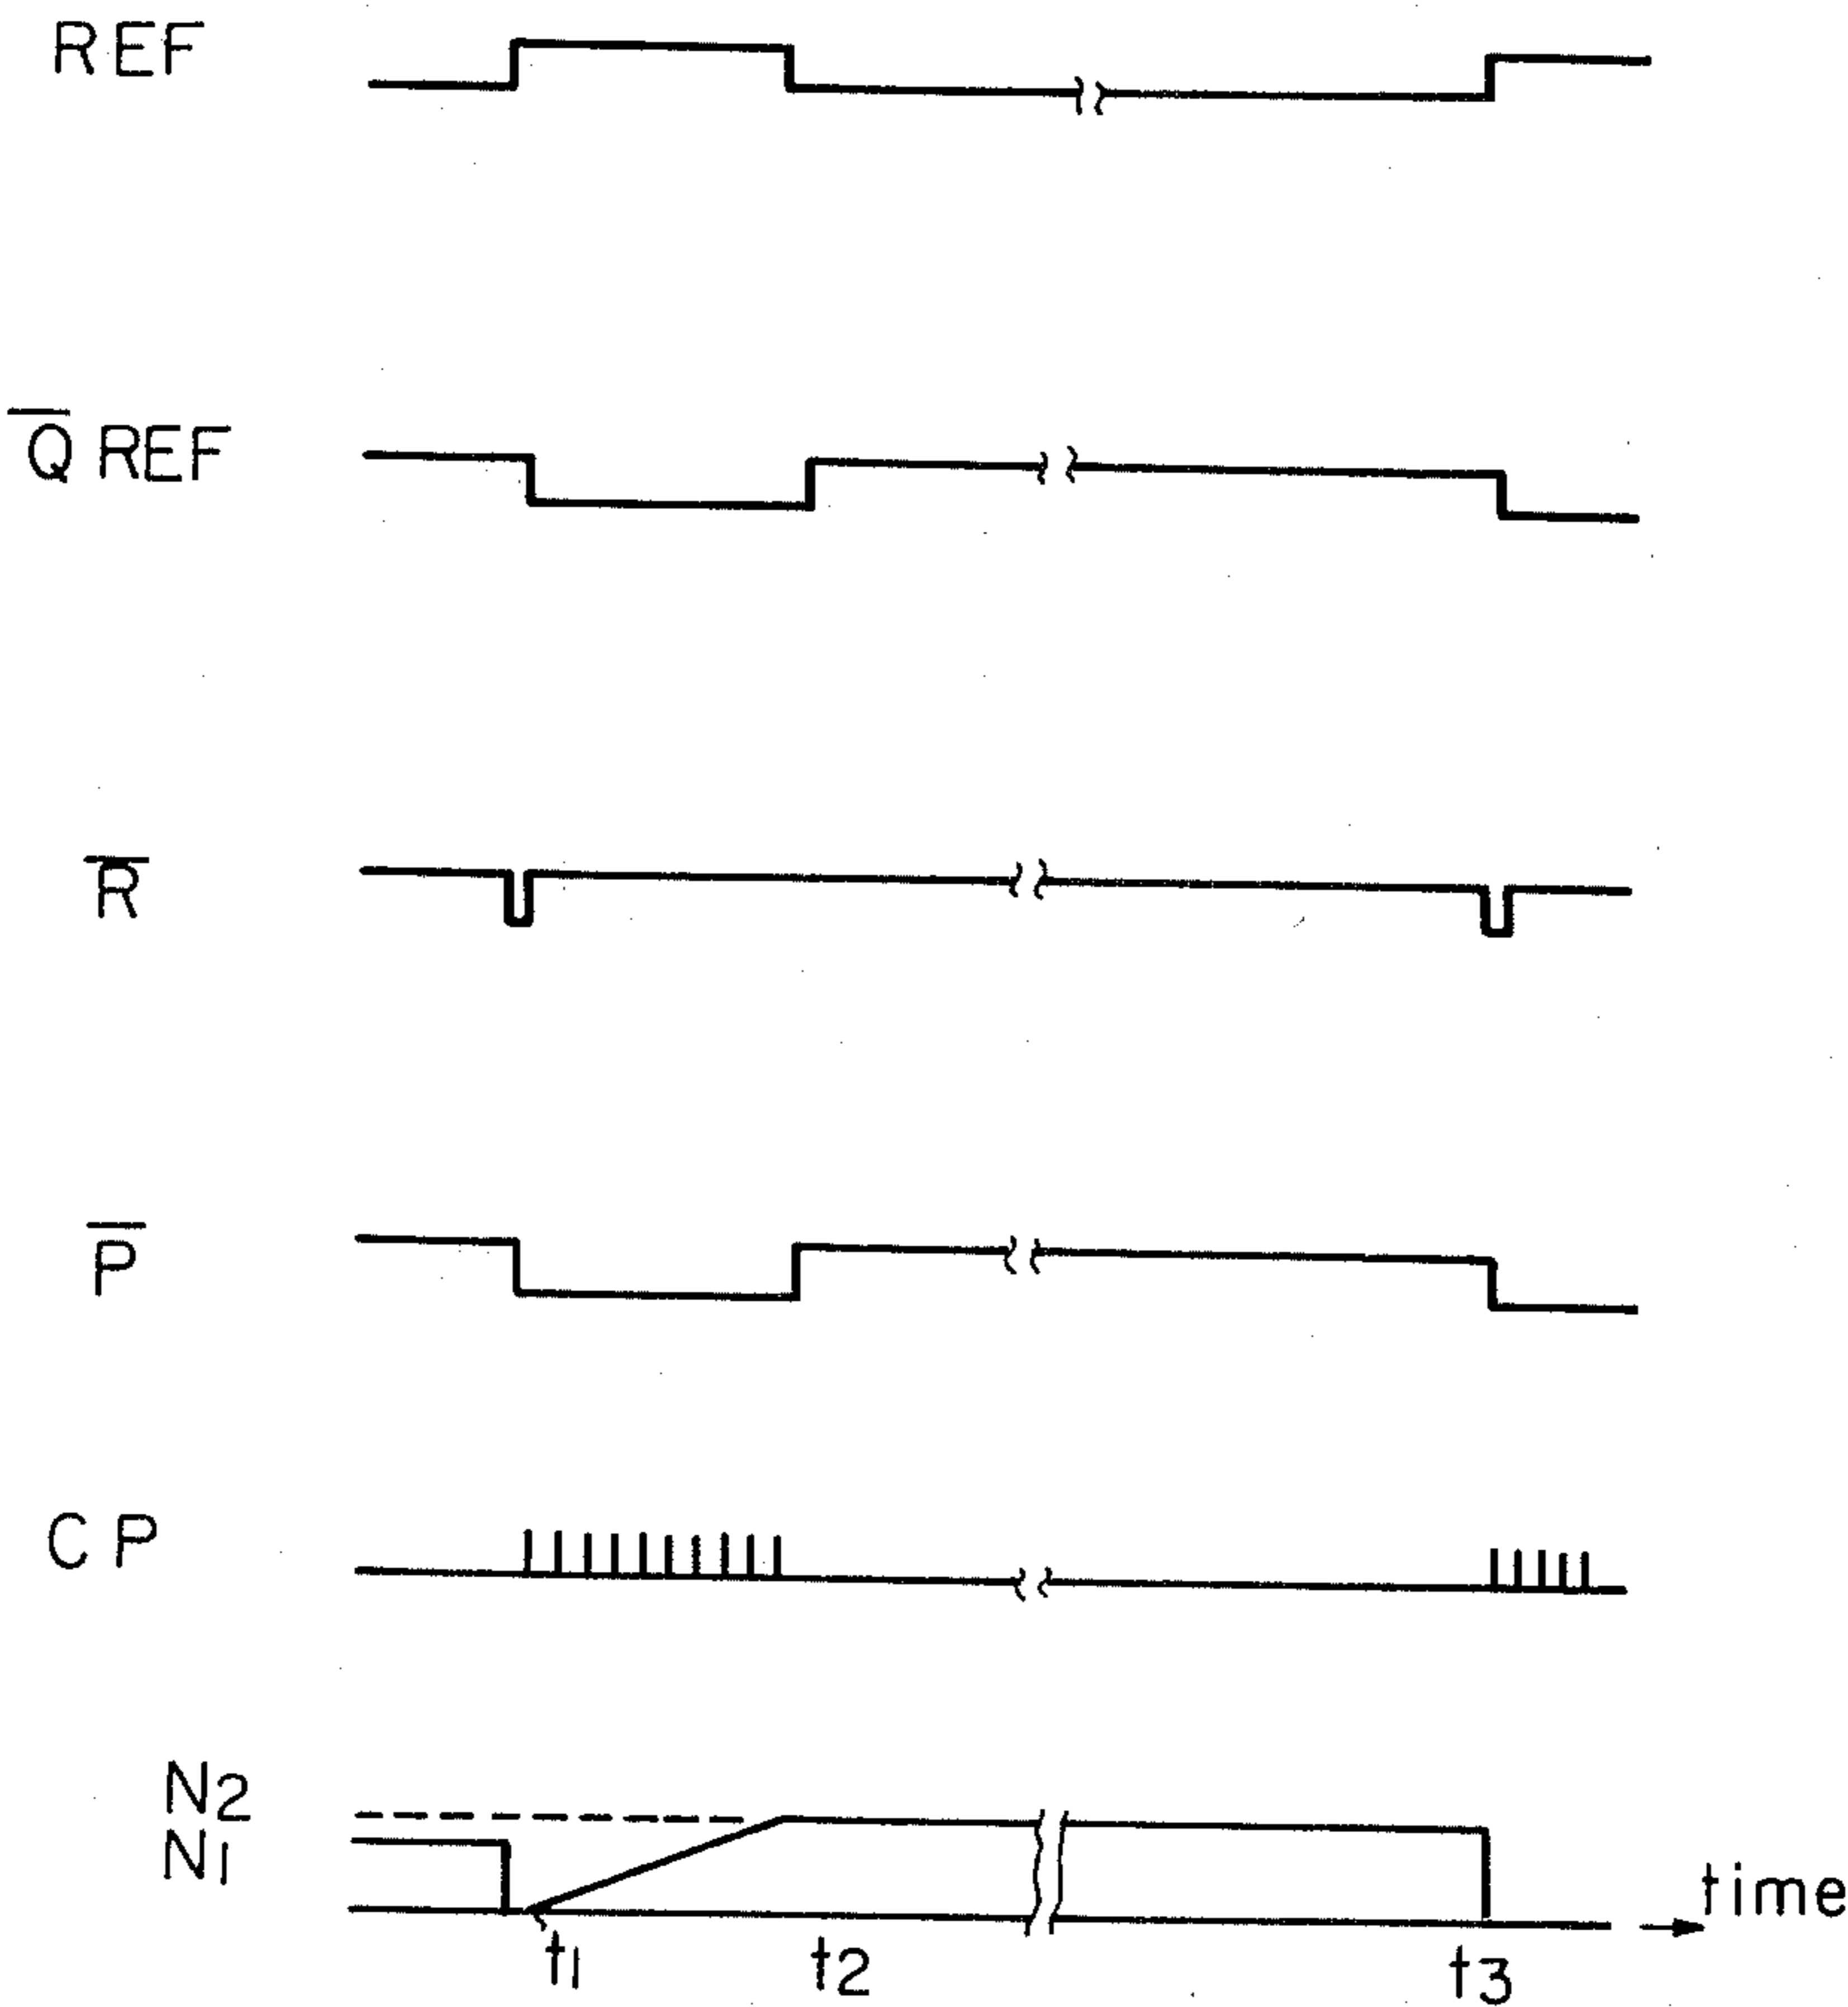 REF
Q̅ REF
R̅
P̅
CP
N2
N1
time
t1 t2 t3